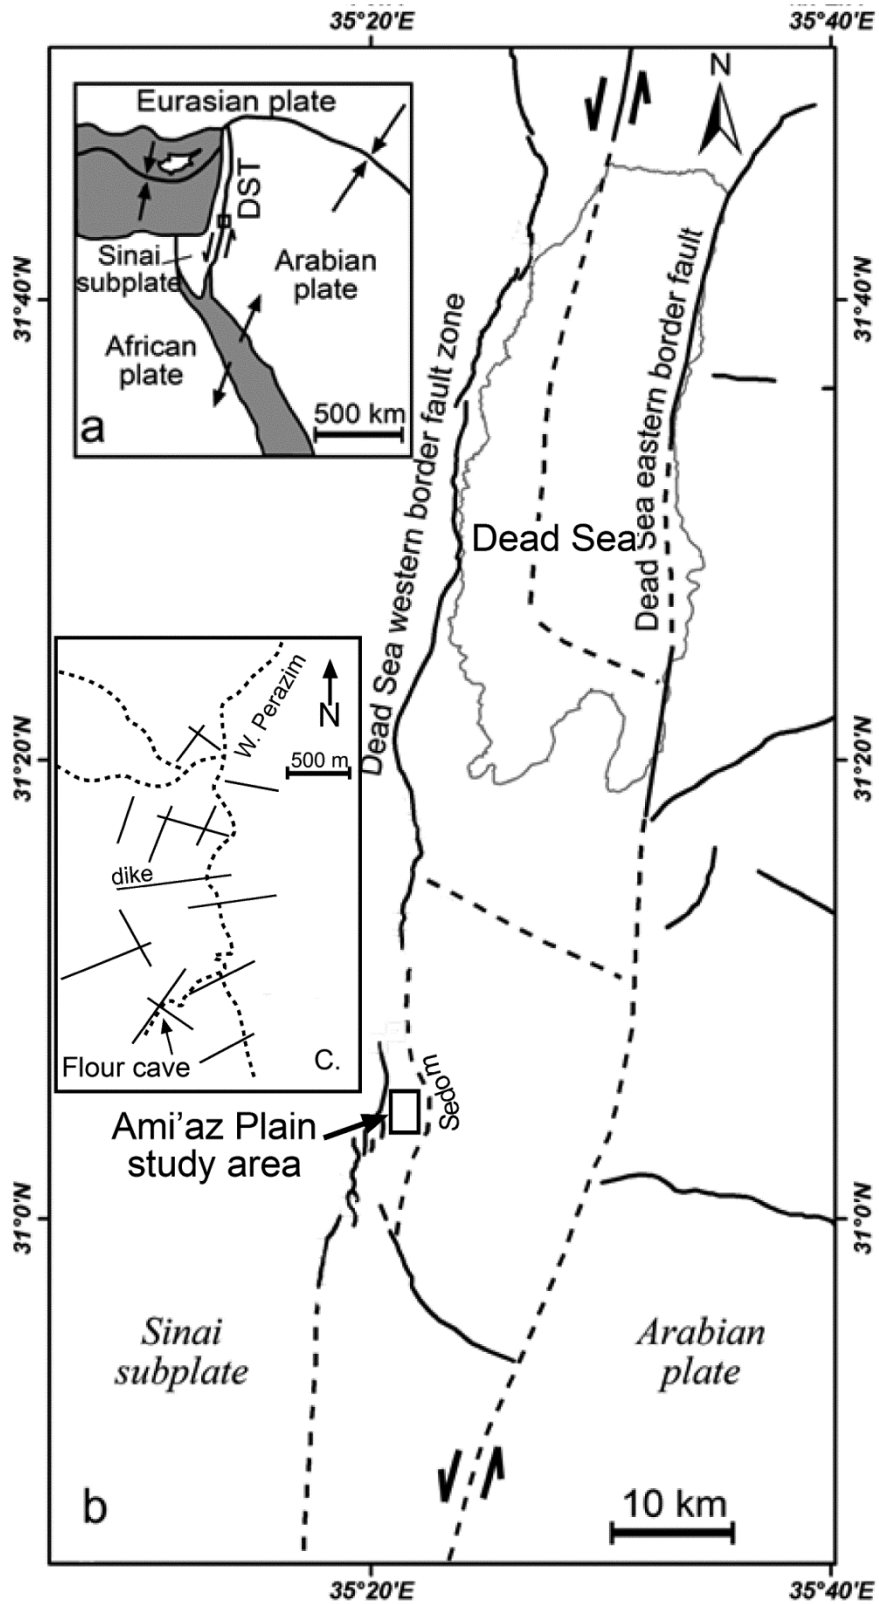 35°20'E
35°40'E
N
Eurasian plate
DST
Sinai
subplate
Arabian
plate
African
plate
500 km
a
31°40'N
31°40'N
Dead Sea western border fault zone
Dead Sea eastern border fault
Dead Sea
W. Perazim
N
500 m
dike
Flour cave
C.
31°20'N
31°20'N
Sedom
Ami'az Plain
study area
31°0'N
31°0'N
Sinai
subplate
Arabian
plate
b
10 km
35°20'E
35°40'E